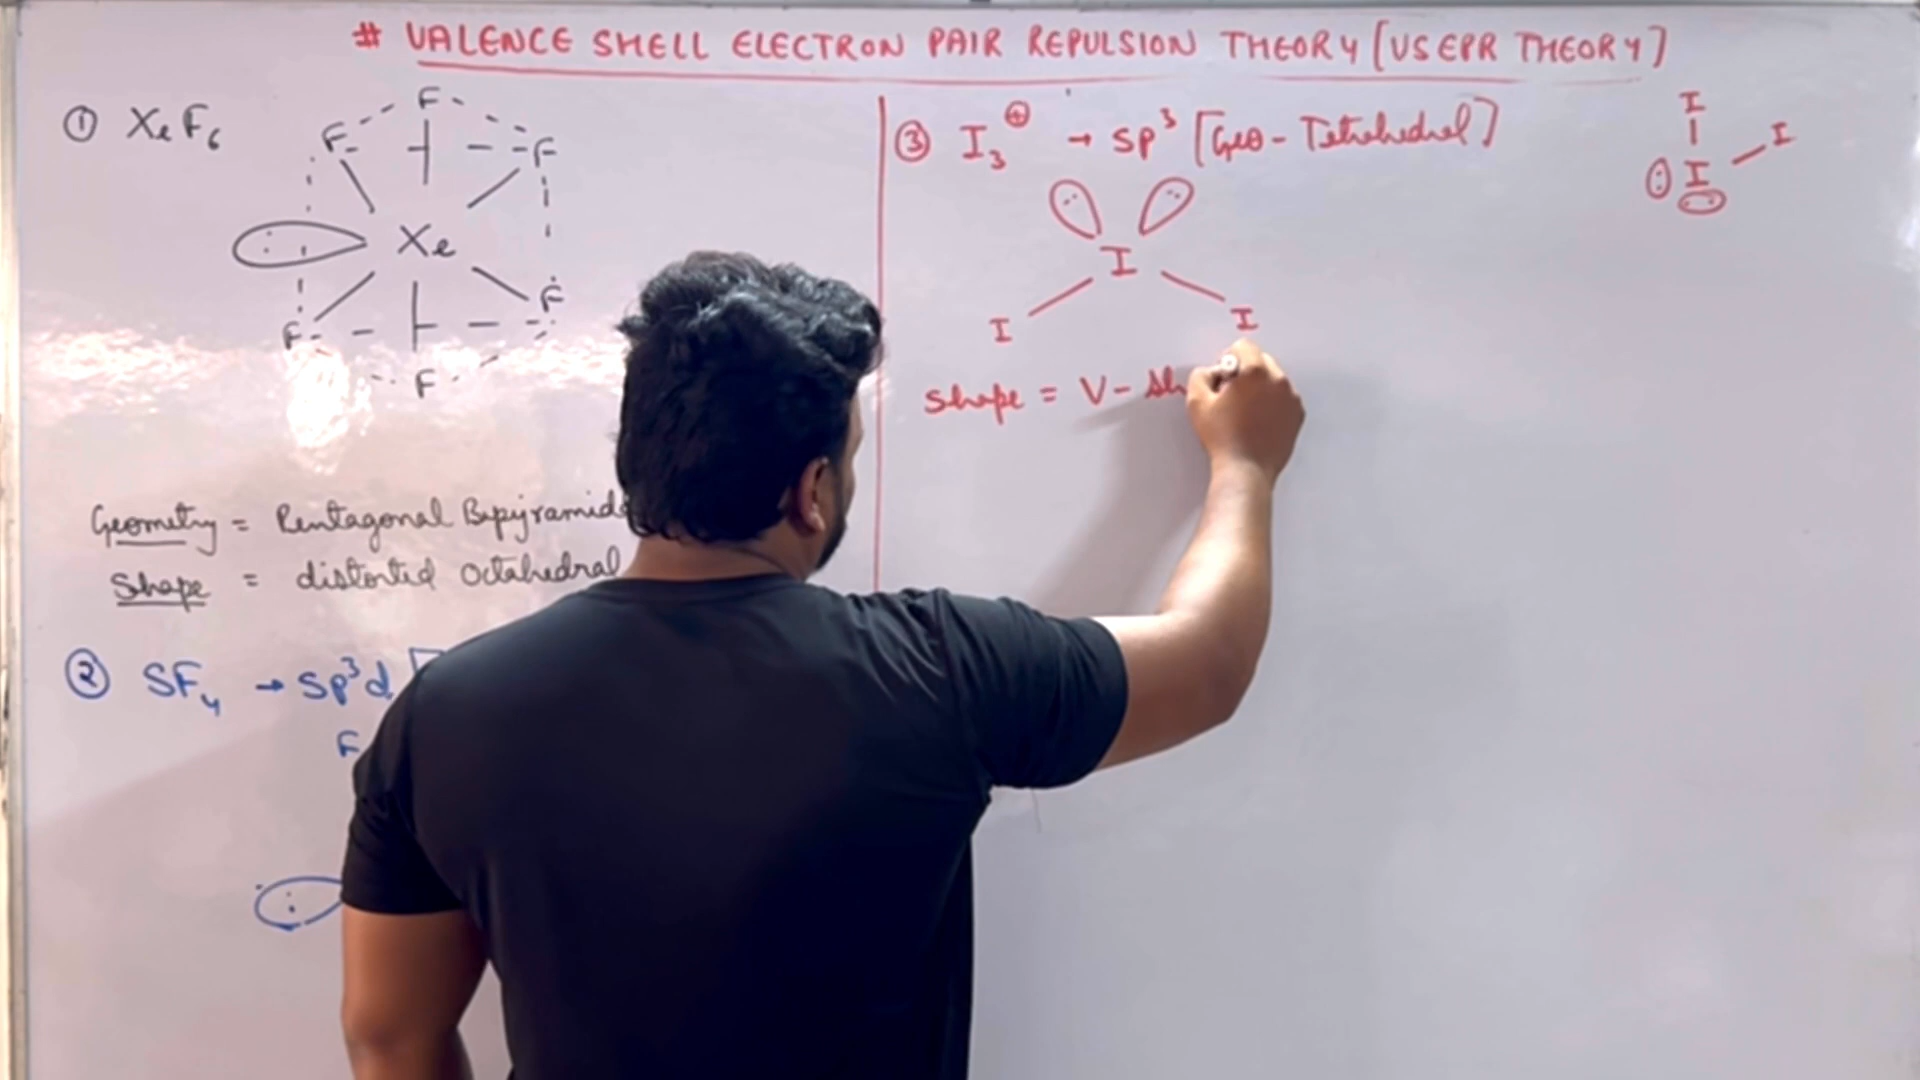 # VALENCE SHELL ELECTRON PAIR REPULSION THEORY [VSEPR THEORY]
① XeF₆
F
F F
Xe
F F
F
Geometry = Pentagonal Bipyramid
Shape = distorted octahedral
② SF₄ → sp³d [
F
③ I₃⊕ → sp³ [Geo - Tetrahedral]
I
I I
shape = V - sh
I
I
I